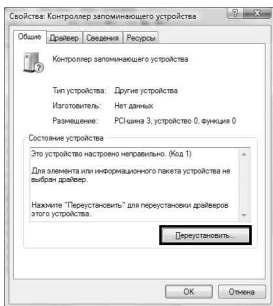 Свойства: Контроллер запоминающего устройства
Общие Драйвер Сведения Ресурсы
Контроллер запоминающего устройства
Тип устройства: Другие устройства
Изготовитель: Нет данных
Размещение: PCI-шина 3, устройство 0, функция 0
Состояние устройства
Это устройство настроено неправильно. (Код 1)
Для элемента или информационного пакета устройства не
выбран драйвер.
Нажмите "Переустановить" для переустановки драйверов
этого устройства.
Переустановить...
OK Отмена